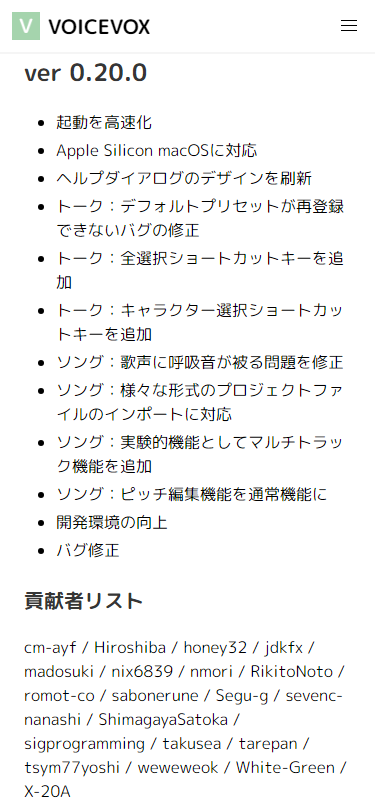 V VOICEVOX
ver 0.20.0
起動を高速化
Apple Silicon macOSに対応
ヘルプダイアログのデザインを刷新
トーク：デフォルトプリセットが再登録
できないバグの修正
トーク：全選択ショートカットキーを追
加
トーク：キャラクター選択ショートカッ
トキーを追加
ソング：歌声に呼吸音が被る問題を修正
ソング：様々な形式のプロジェクトファ
イルのインポートに対応
ソング：実験的機能としてマルチトラッ
ク機能を追加
ソング：ピッチ編集機能を通常機能に
開発環境の向上
バグ修正
貢献者リスト
cm-ayf / Hiroshiba / honey32 / jdkfx /
madosuki / nix6839 / nmori / RikitoNoto /
romot-co / sabonerune / Segu-g / sevenc-
nanashi / ShimagayaSatoka /
sigprogramming / takusea / tarepan /
tsym77yoshi / weweweok / White-Green /
X-20A